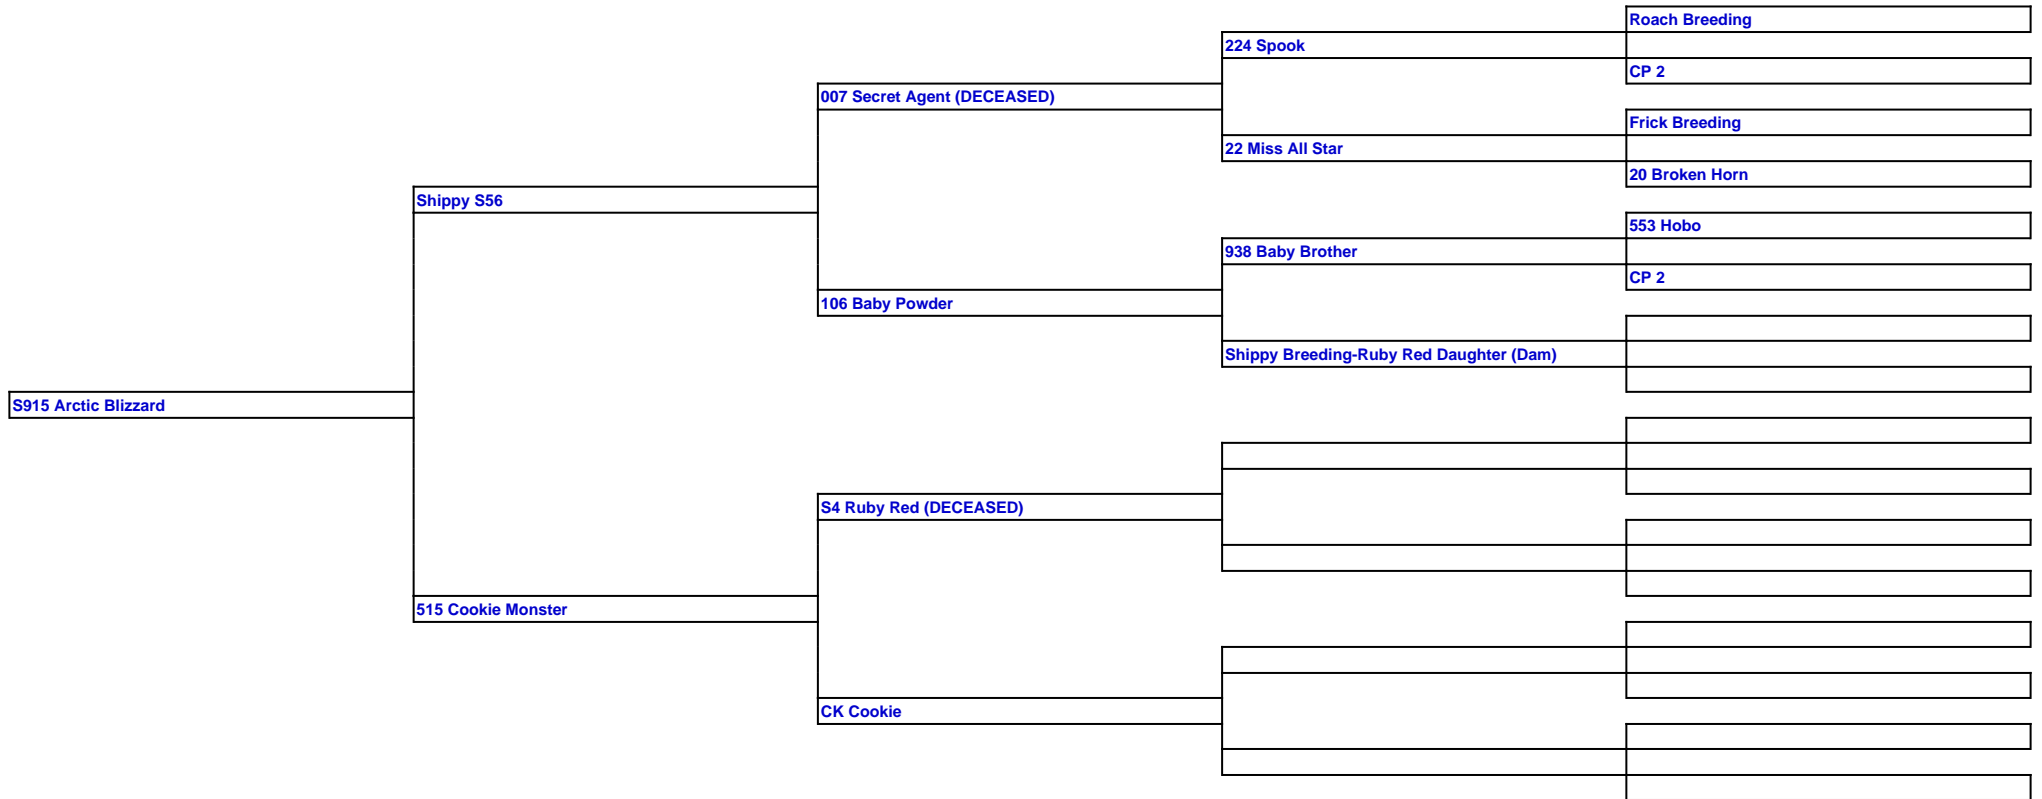 Roach Breeding
224 Spook
CP 2
007 Secret Agent (DECEASED)
Frick Breeding
22 Miss All Star
20 Broken Horn
Shippy S56
553 Hobo
938 Baby Brother
CP 2
106 Baby Powder
Shippy Breeding-Ruby Red Daughter (Dam)
S915 Arctic Blizzard
S4 Ruby Red (DECEASED)
515 Cookie Monster
CK Cookie